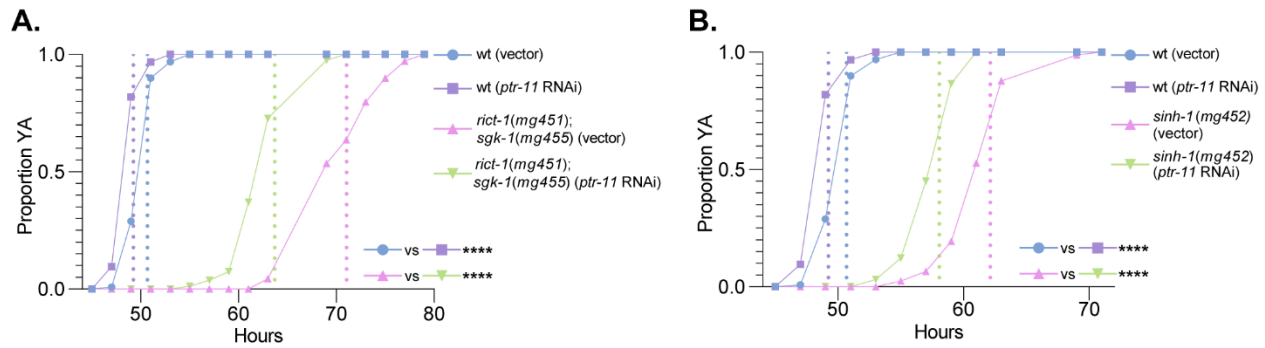 A.
1.0
0.5
0.0
Proportion YA
50
60
70
80
Hours
wt (vector)
wt (ptr-11 RNAi)
rict-1(mg451);
sgk-1(mg455) (vector)
rict-1(mg451);
sgk-1(mg455) (ptr-11 RNAi)
vs ****
vs ****
B.
1.0
0.5
0.0
Proportion YA
50
60
70
Hours
wt (vector)
wt (ptr-11 RNAi)
sinh-1(mg452)
(vector)
sinh-1(mg452)
(ptr-11 RNAi)
vs ****
vs ****